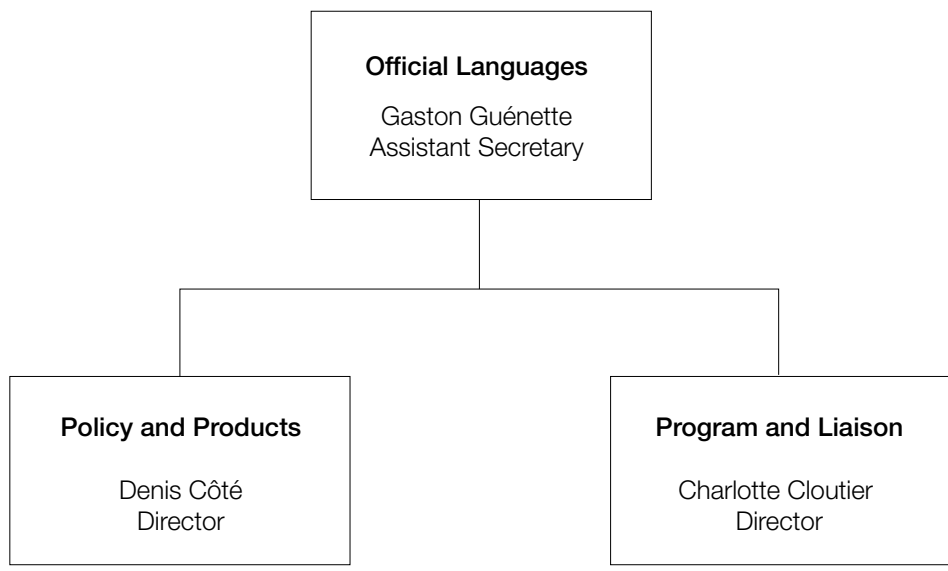 Official Languages
Gaston Guénette
Assistant Secretary
Policy and Products
Denis Côté
Director
Program and Liaison
Charlotte Cloutier
Director